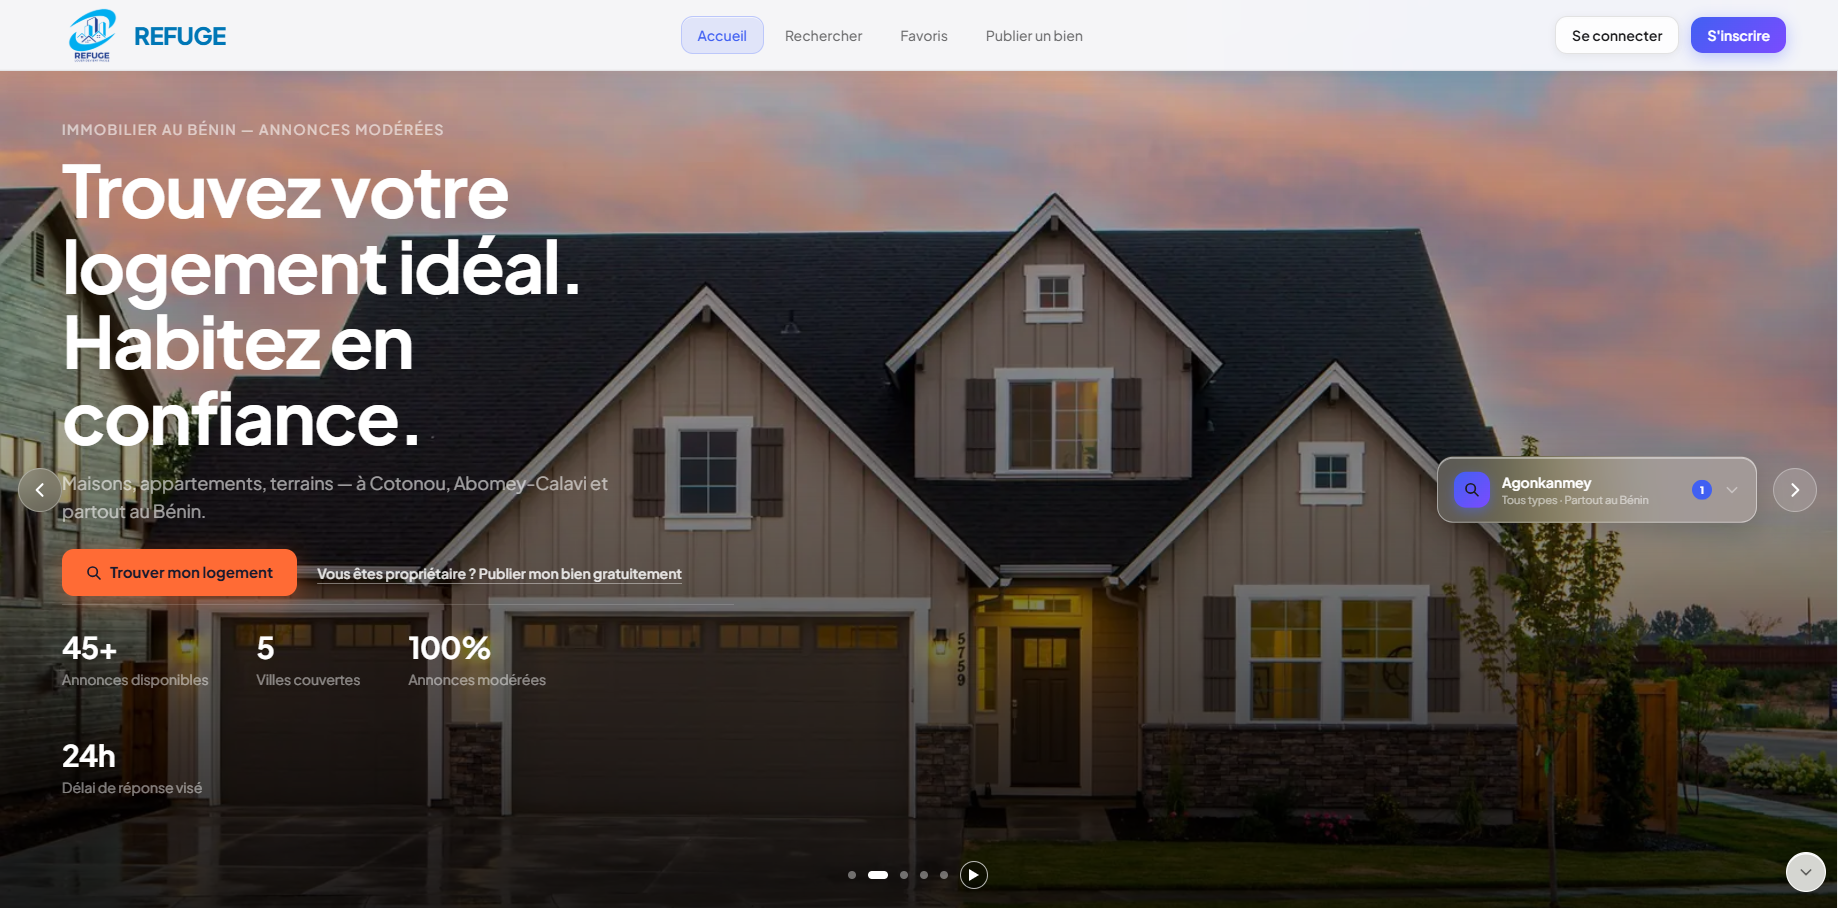 REFUGE
REFUGE
Accueil
Rechercher
Favoris
Publier un bien
Se connecter
S'inscrire
IMMOBILIER AU BÉNIN — ANNONCES MODÉRÉES
Trouvez votre
logement idéal.
Habitez en
confiance.
Maisons, appartements, terrains — à Cotonou, Abomey-Calavi et
partout au Bénin.
Agonkanmey
Tous types · Partout au Bénin
1
Trouver mon logement
Vous êtes propriétaire ? Publier mon bien gratuitement
45+
Annonces disponibles
5
Villes couvertes
100%
Annonces modérées
24h
Délai de réponse visé
5759